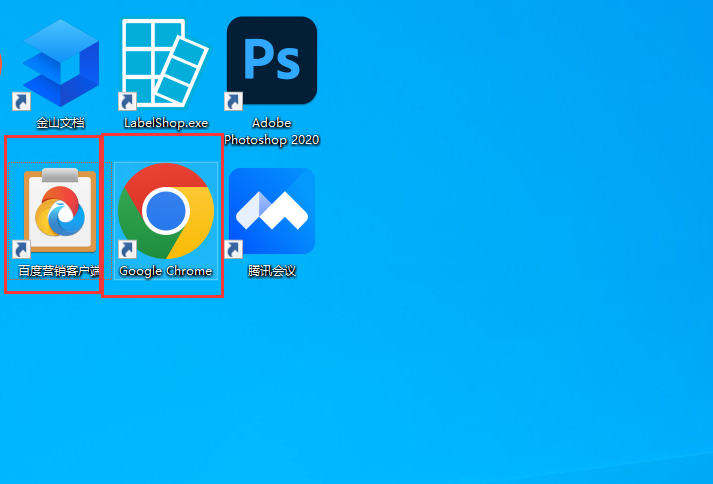 金山文档
LabelShop.exe
Ps
Adobe
Photoshop 2020
百度营销客户端
Google Chrome
腾讯会议